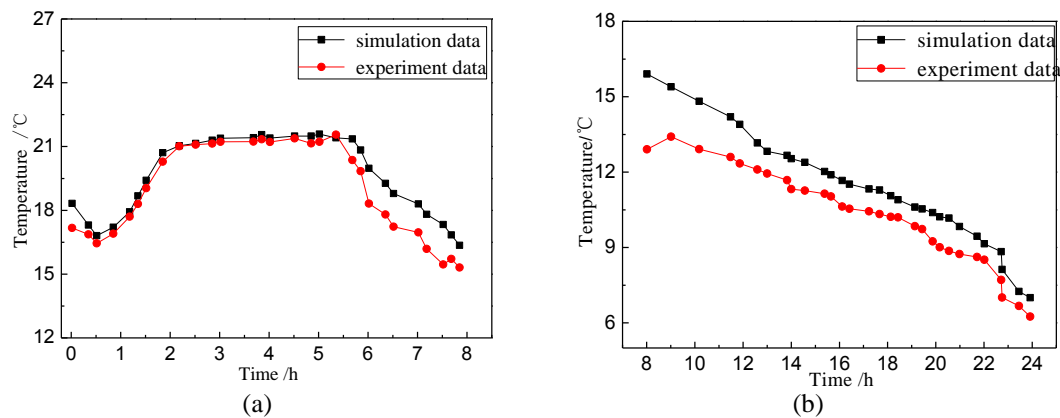 27
24
21
18
15
12
Temperature /℃
simulation data
experiment data
0 1 2 3 4 5 6 7 8
Time /h
(a)
18
15
12
9
6
Temperature/℃
simulation data
experiment data
8 10 12 14 16 18 20 22 24
Time /h
(b)